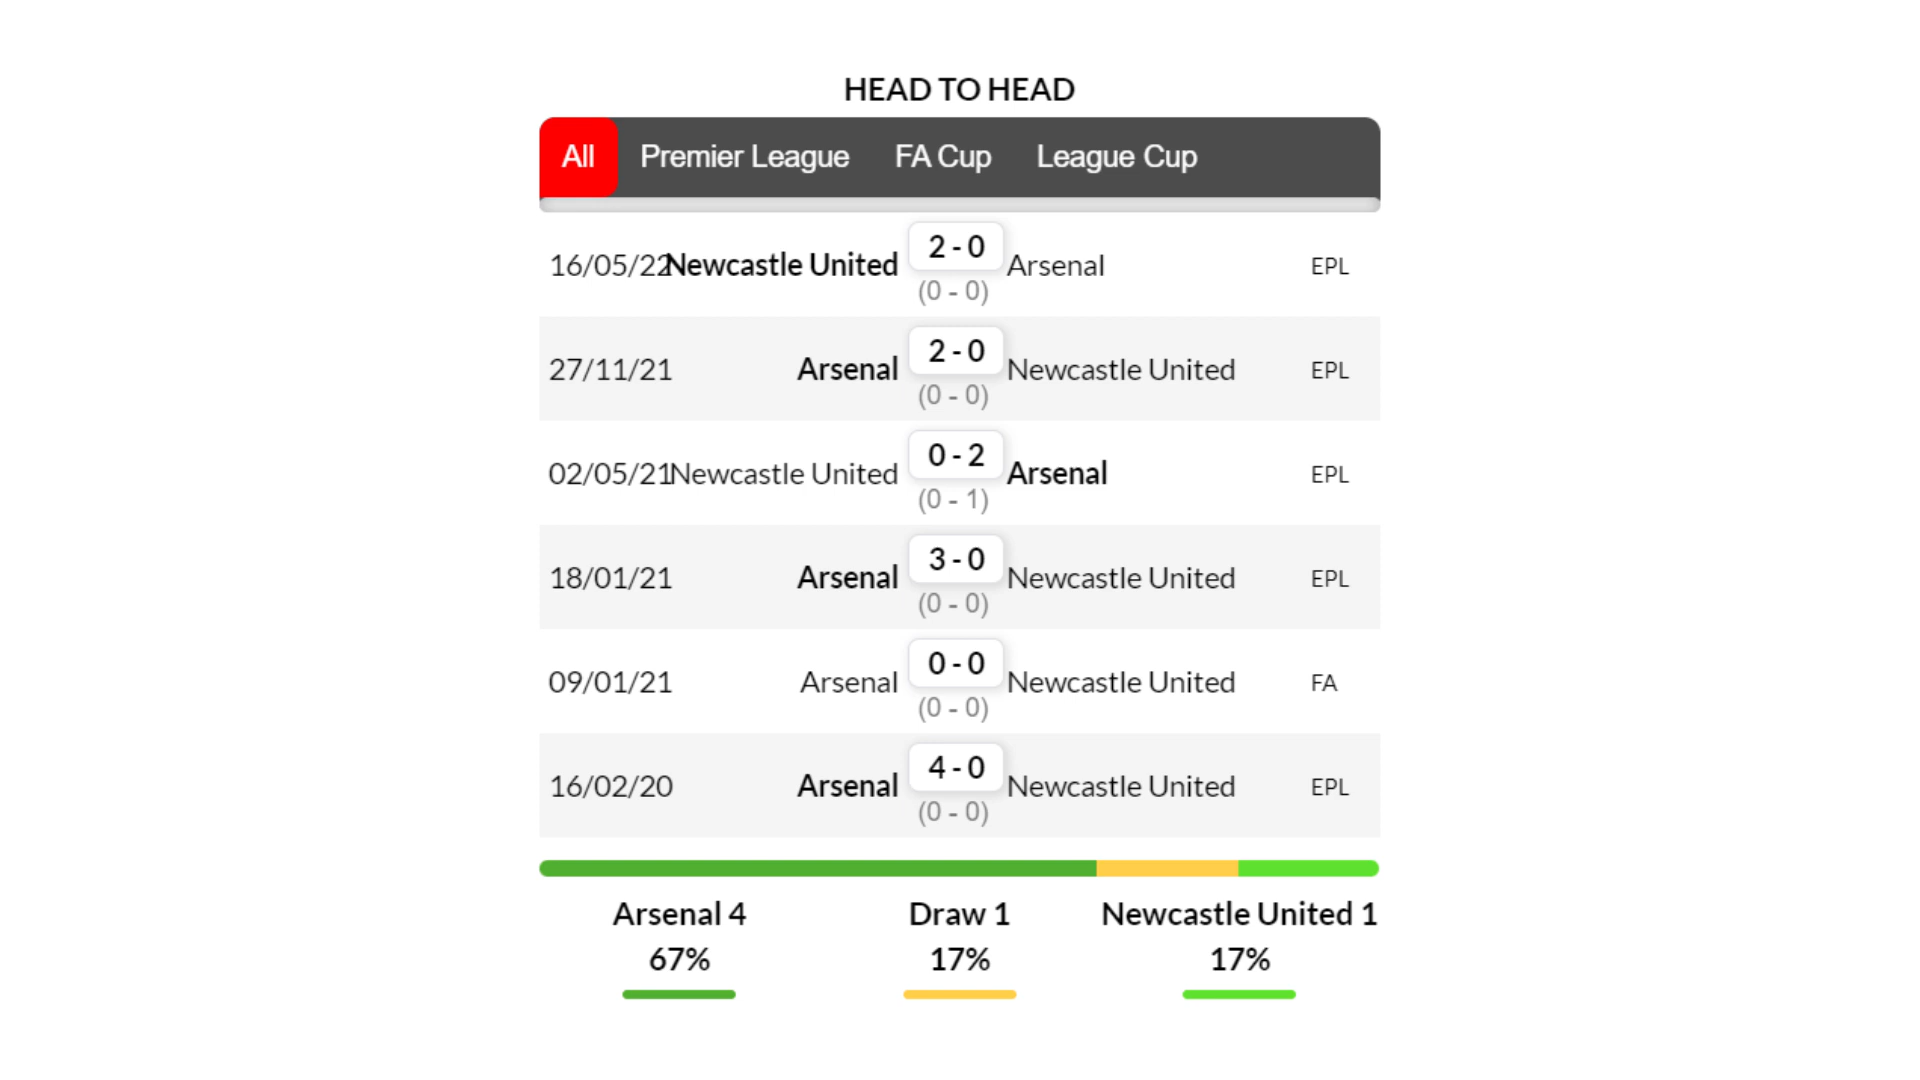 HEAD TO HEAD
All Premier League FA Cup League Cup
16/05/22 Newcastle United 2 - 0 Arsenal EPL
(0 - 0)
27/11/21 Arsenal 2 - 0 Newcastle United EPL
(0 - 0)
02/05/21 Newcastle United 0 - 2 Arsenal EPL
(0 - 1)
18/01/21 Arsenal 3 - 0 Newcastle United EPL
(0 - 0)
09/01/21 Arsenal 0 - 0 Newcastle United FA
(0 - 0)
16/02/20 Arsenal 4 - 0 Newcastle United EPL
(0 - 0)
Arsenal 4 Draw 1 Newcastle United 1
67% 17% 17%